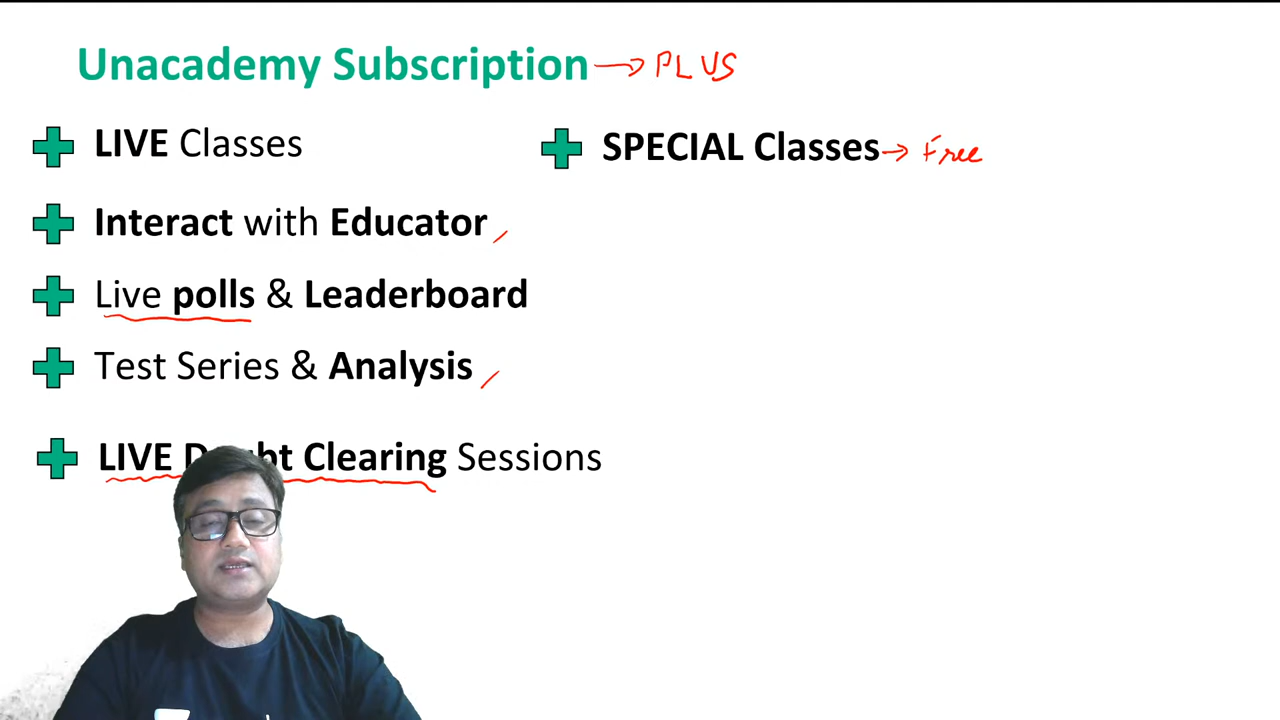 Unacademy Subscription → PLUS
LIVE Classes
SPECIAL Classes → Free
Interact with Educator
Live polls & Leaderboard
Test Series & Analysis
LIVE Doubt Clearing Sessions